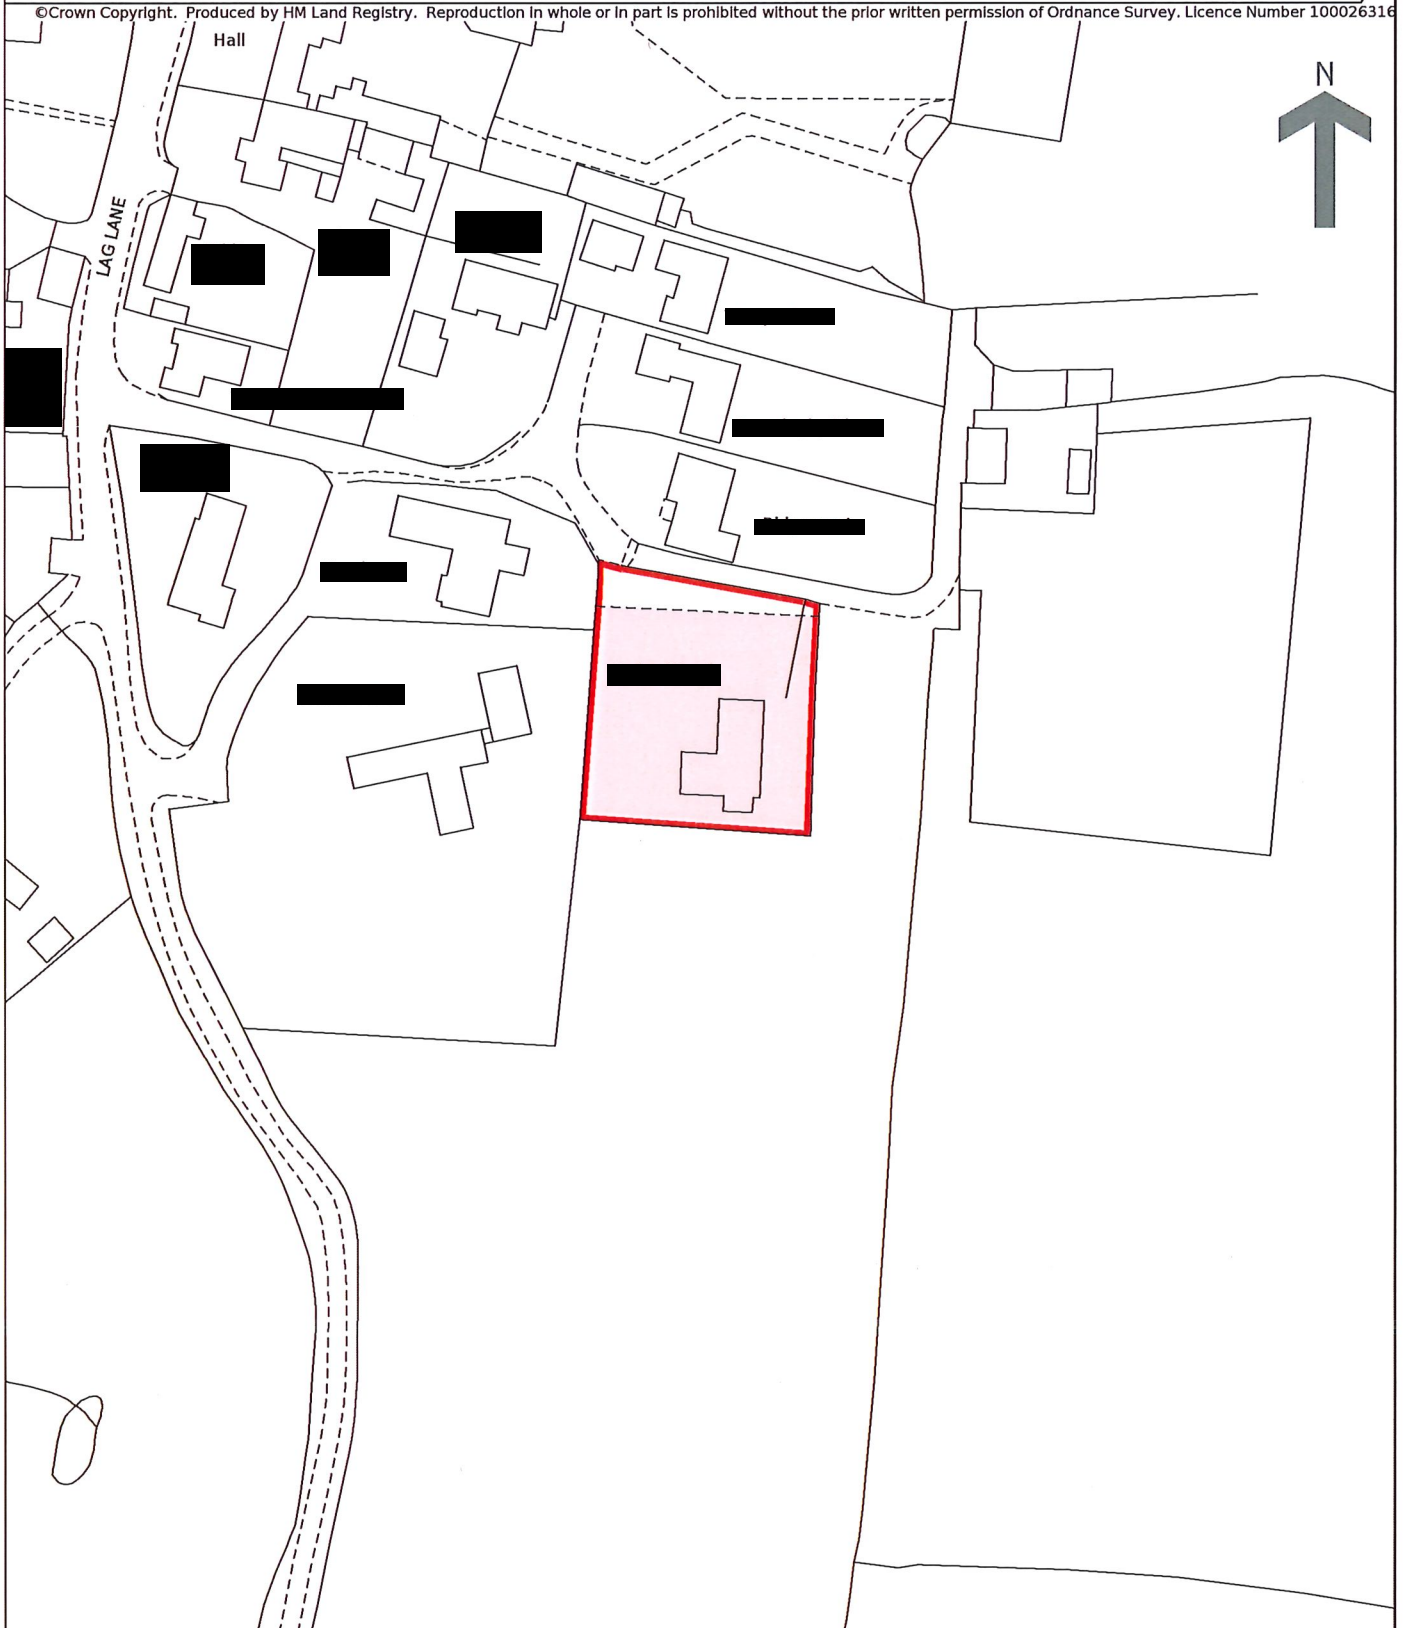 ©Crown Copyright. Produced by HM Land Registry. Reproduction in whole or in part is prohibited without the prior written permission of Ordnance Survey. Licence Number 100026316
Hall
N
LAG LANE